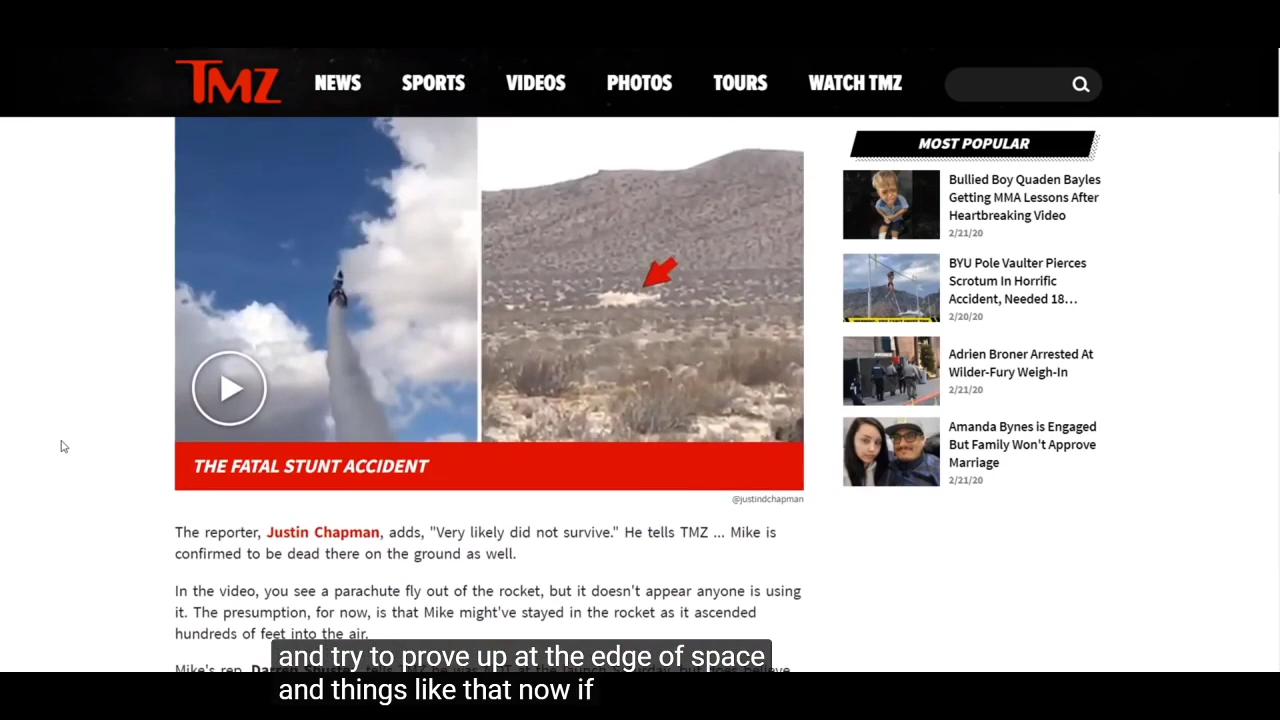 TMZ
NEWS
SPORTS
VIDEOS
PHOTOS
TOURS
WATCH TMZ
THE FATAL STUNT ACCIDENT
@justindchapman
The reporter, Justin Chapman, adds, "Very likely did not survive." He tells TMZ ... Mike is
confirmed to be dead there on the ground as well.
In the video, you see a parachute fly out of the rocket, but it doesn't appear anyone is using
it. The presumption, for now, is that Mike might've stayed in the rocket as it ascended
hundreds of feet into the air.
Mike's rep,
and try to prove up at the edge of space
and things like that now if
MOST POPULAR
Bullied Boy Quaden Bayles
Getting MMA Lessons After
Heartbreaking Video
2/21/20
BYU Pole Vaulter Pierces
Scrotum In Horrific
Accident, Needed 18...
2/20/20
Adrien Broner Arrested At
Wilder-Fury Weigh-In
2/21/20
Amanda Bynes is Engaged
But Family Won't Approve
Marriage
2/21/20